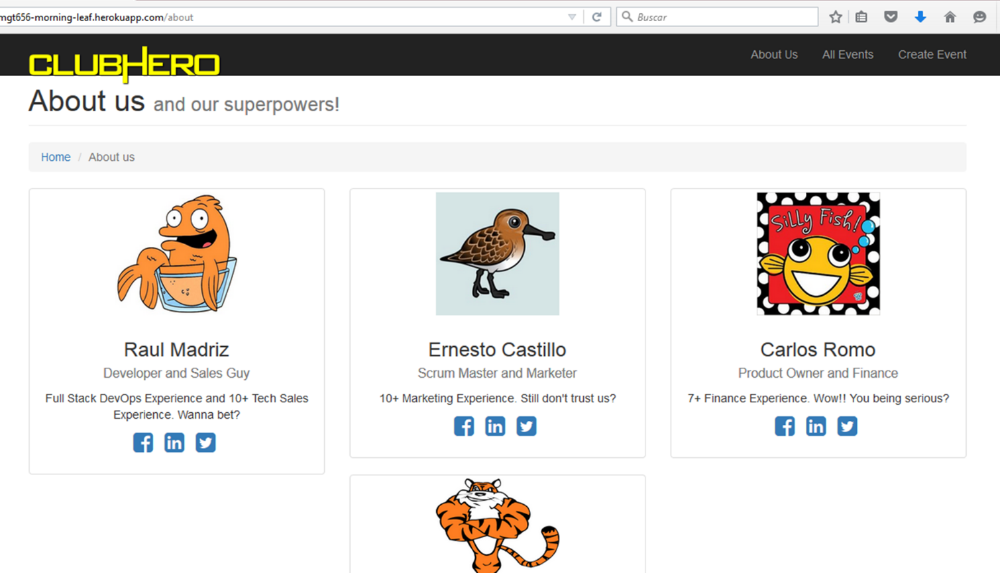 mgt656-morning-leaf.herokuapp.com/about
Buscar
CLUBHERO
About Us
All Events
Create Event
About us and our superpowers!
Home / About us
Silly Fish!
Raul Madriz
Developer and Sales Guy
Full Stack DevOps Experience and 10+ Tech Sales
Experience. Wanna bet?
Ernesto Castillo
Scrum Master and Marketer
10+ Marketing Experience. Still don't trust us?
Carlos Romo
Product Owner and Finance
7+ Finance Experience. Wow!! You being serious?